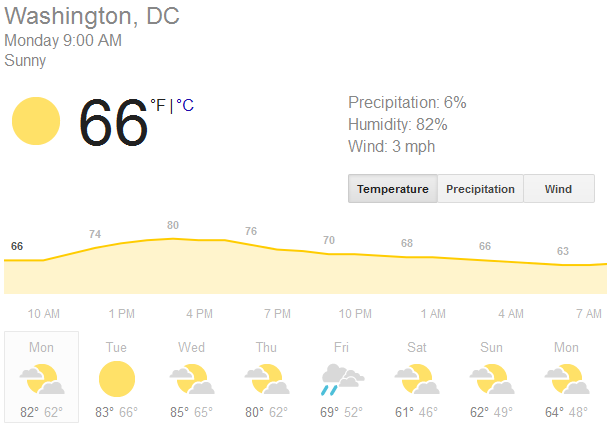 Washington, DC
Monday 9:00 AM
Sunny
66 °F | °C
Precipitation: 6%
Humidity: 82%
Wind: 3 mph
Temperature Precipitation Wind
66 74 80 76 70 68 66 63
10 AM 1 PM 4 PM 7 PM 10 PM 1 AM 4 AM 7 AM
Mon Tue Wed Thu Fri Sat Sun Mon
82° 62° 83° 66° 85° 65° 80° 62° 69° 52° 61° 46° 62° 49° 64° 48°